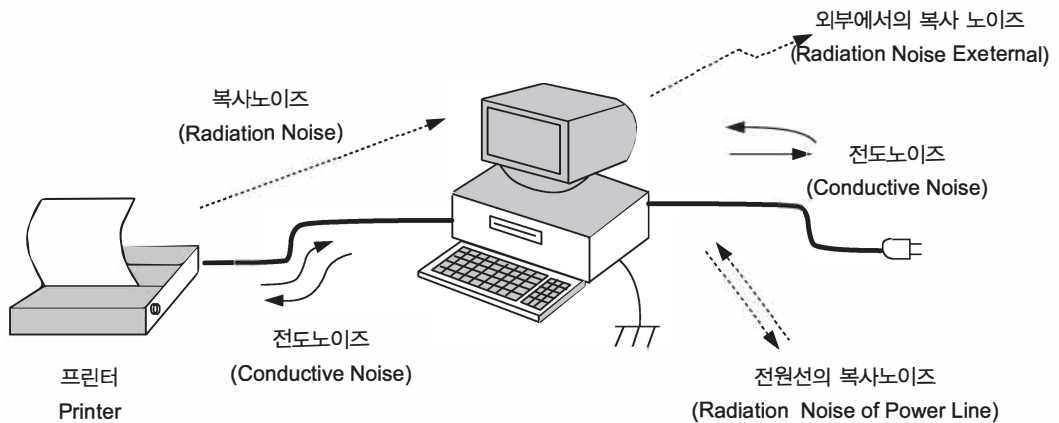 외부에서의 복사 노이즈
(Radiation Noise Exeternal)
복사노이즈
(Radiation Noise)
전도노이즈
(Conductive Noise)
전도노이즈
(Conductive Noise)
프린터
Printer
전원선의 복사노이즈
(Radiation Noise of Power Line)